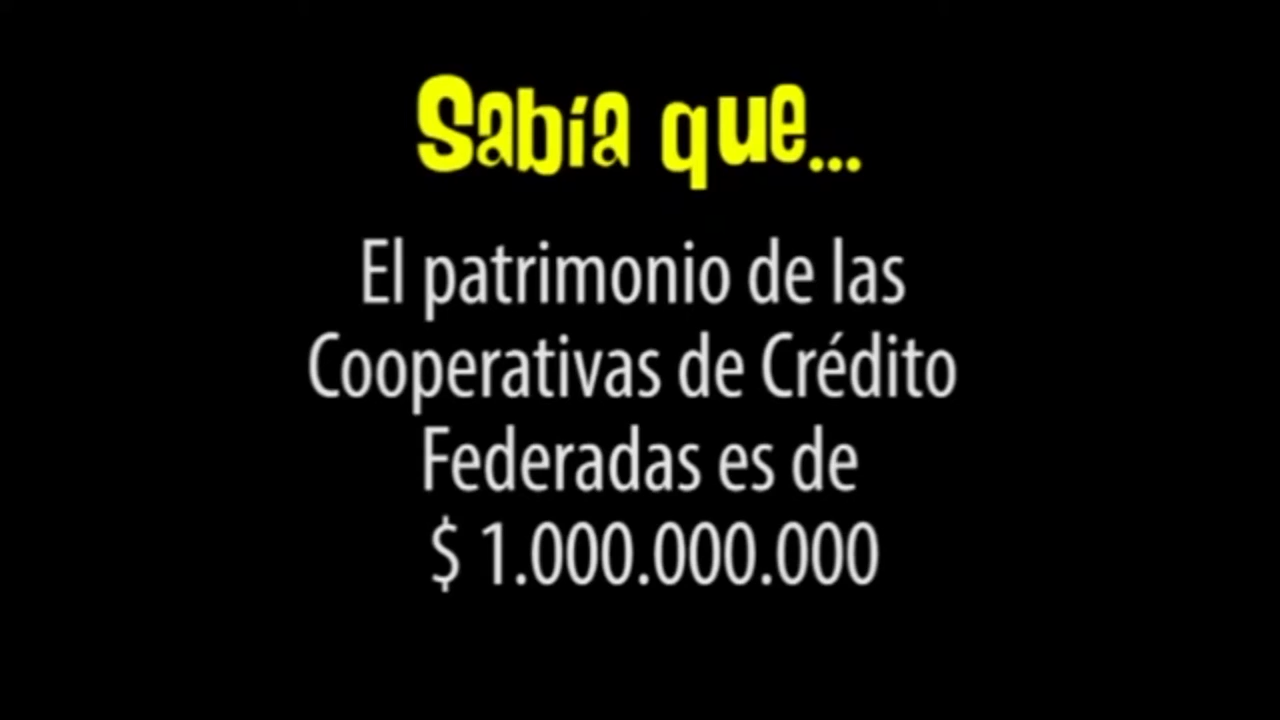 Sabía que...
El patrimonio de las
Cooperativas de Crédito
Federadas es de
$ 1.000.000.000